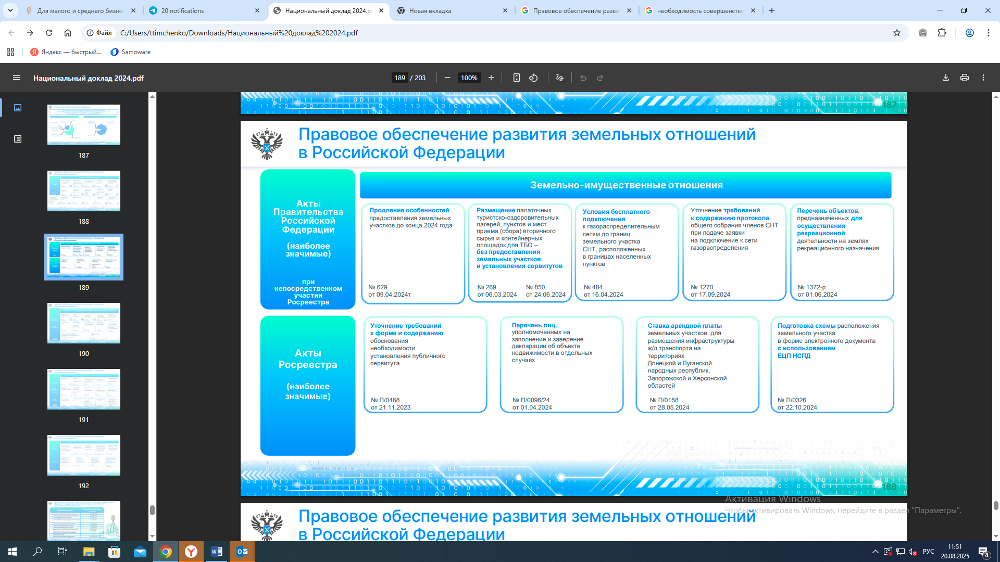 Для малого и среднего бизнес
20 notifications
Национальный доклад 2024.pd
Новая вкладка
Правовое обеспечение разви
необходимость совершенство
Файл
C:/Users/ttimchenko/Downloads/Национальный%20доклад%202024.pdf
Яндекс — быстрый...
Samoware
Национальный доклад 2024.pdf
189 / 203
100%
187
188
189
190
191
192
187
Правовое обеспечение развития земельных отношений
в Российской Федерации
Акты
Правительства
Российской
Федерации
(наиболее
значимые)
при
непосредственном
участии
Росреестра
Земельно-имущественные отношения
Продление особенностей
предоставления земельных
участков до конца 2024 года
№ 629
от 09.04.2024т
Размещение палаточных
туристско-оздоровительных
лагерей, пунктов и мест
приема (сбора) вторичного
сырья и контейнерных
площадок для ТБО –
без предоставления
земельных участков
и установления сервитутов
№ 269
от 06.03.2024
№ 850
от 24.06.2024
Условия бесплатного
подключения
к газораспределительным
сетям до границ
земельного участка
СНТ, расположенных
в границах населенных
пунктов
№ 484
от 16.04.2024
Уточнение требований
к содержанию протокола
общего собрания членов СНТ
при подаче заявки
на подключение к сети
газораспределения
№ 1270
от 17.09.2024
Перечень объектов,
предназначенных для
осуществления
рекреационной
деятельности на землях
рекреационного назначения
№ 1372-р
от 01.06.2024
Акты
Росреестра
(наиболее
значимые)
Уточнение требований
к форме и содержанию
обоснования
необходимости
установления публичного
сервитута
№ П/0468
от 21.11.2023
Перечень лиц,
уполномоченных на
заполнение и заверение
декларации об объекте
недвижимости в отдельных
случаях
№ П/0096/24
от 01.04.2024
Ставка арендной платы
земельных участков, для
размещения инфраструктуры
ж/д транспорта на
территориях
Донецкой и Луганской
народных республик,
Запорожской и Херсонской
областей
№ П/0158
от 28.05.2024
Подготовка схемы расположения
земельного участка
в форме электронного документа
с использованием
ЕЦП НСПД
№ П/0326
от 22.10.2024
188
Активация Windows
Чтобы активировать Windows, перейдите в раздел "Параметры".
Правовое обеспечение развития земельных отношений
в Российской Федерации
РУС
11:51
20.08.2025
4